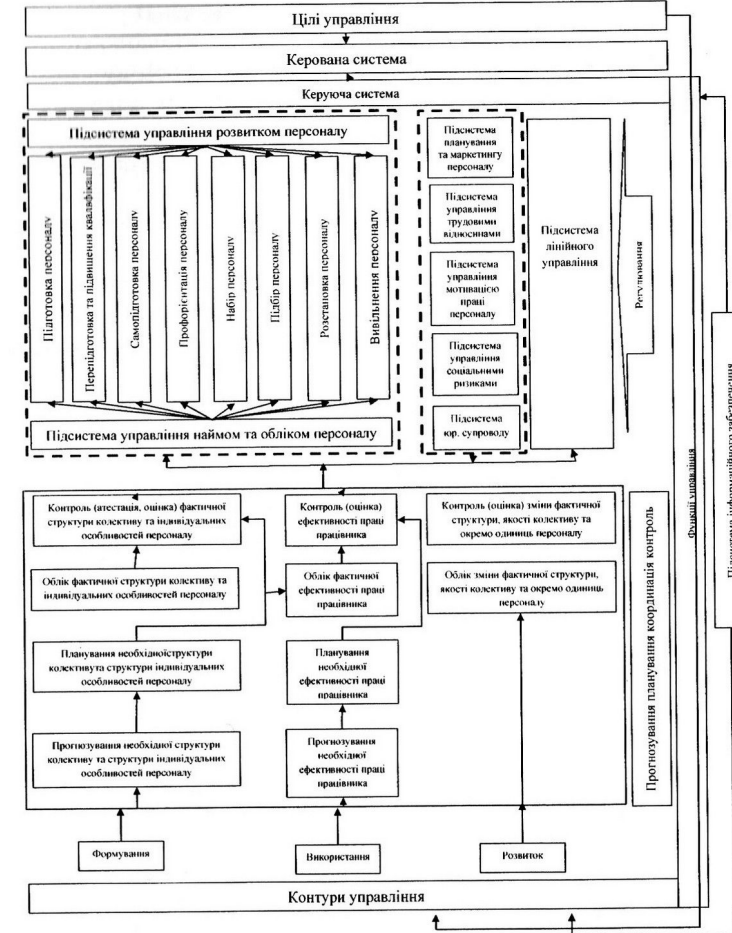 Цілі управління
Керована система
Керуюча система
Підсистема управління розвитком персоналу
Підготовка персоналу
Перепідготовка та підвищення кваліфікації
Самопідготовка персоналу
Профорієнтація персоналу
Набір персоналу
Підбір персоналу
Розстановка персоналу
Вивільнення персоналу
Підсистема управління наймом та обліком персоналу
Підсистема
планування
та маркетингу
персоналу
Підсистема
управління
трудовими
відносинами
Підсистема
управління
мотивацією
праці
персоналу
Підсистема
управління
соціальними
ризиками
Підсистема
юр. супроводу
Підсистема
лінійного
управління
Регулювання
Контроль (атестація, оцінка) фактичної
структури колективу та індивідуальних
особливостей персоналу
Контроль (оцінка)
ефективності праці
працівника
Контроль (оцінка) зміни фактичної
структури, якості колективу та
окремо одиниць персоналу
Облік фактичної структури колективу та
індивідуальних особливостей персоналу
Облік фактичної
ефективності праці
працівника
Облік зміни фактичної структури,
якості колективу та окремо одиниць
персоналу
Планування необхідноїструктури
колективута структури індивідуальних
особливостей персоналу
Планування
необхідної
ефективності праці
працівника
Прогнозування необхідної структури
колективу та структури індивідуальних
особливостей персоналу
Прогнозування
необхідної
ефективності праці
працівника
Прогнозування планування координація контроль
Функції управління
Підсистема інформаційного забезпечення
Формування
Використання
Розвиток
Контури управління